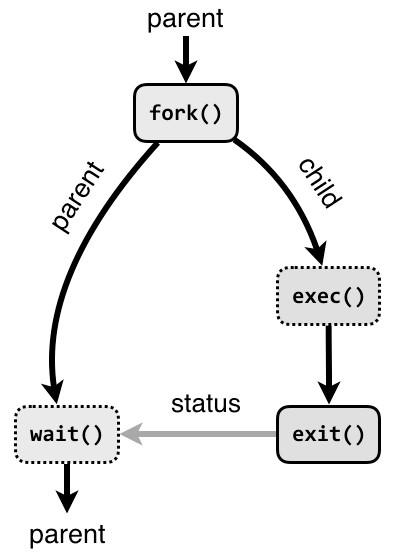 parent
fork()
parent
child
exec()
status
wait()
exit()
parent